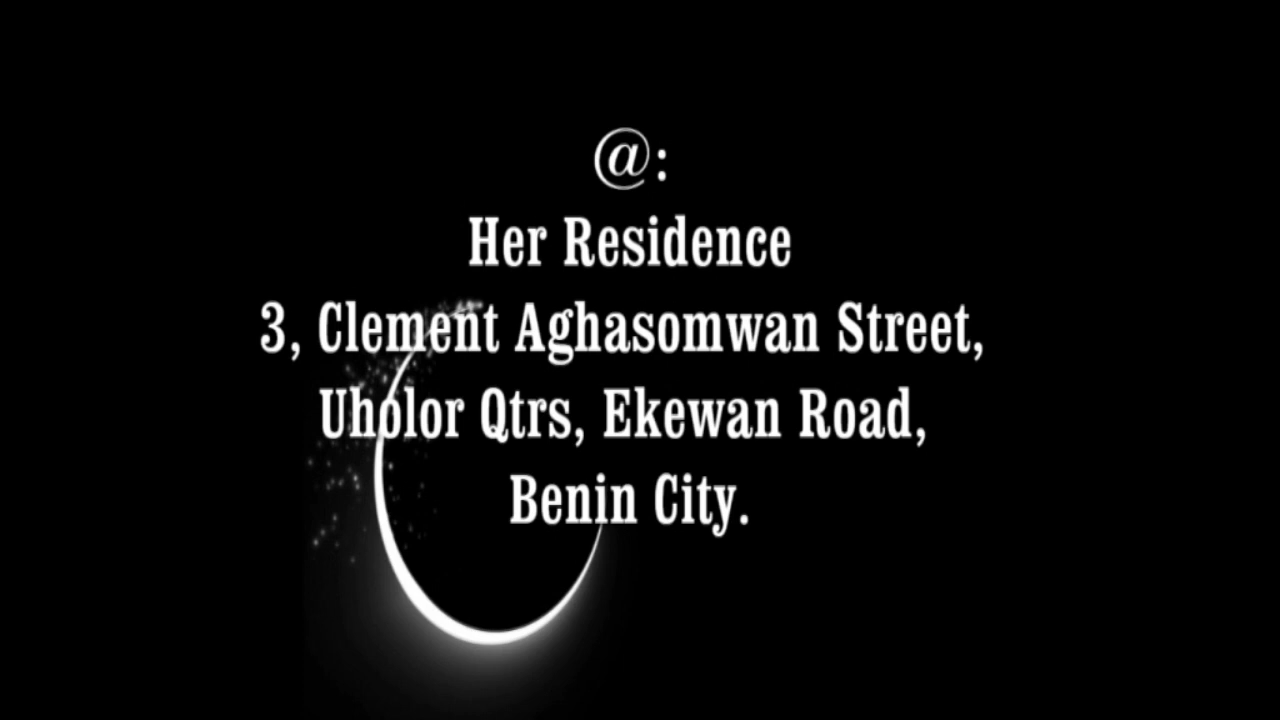 @:
Her Residence
3, Clement Aghasomwan Street,
Uholor Qtrs, Ekewan Road,
Benin City.